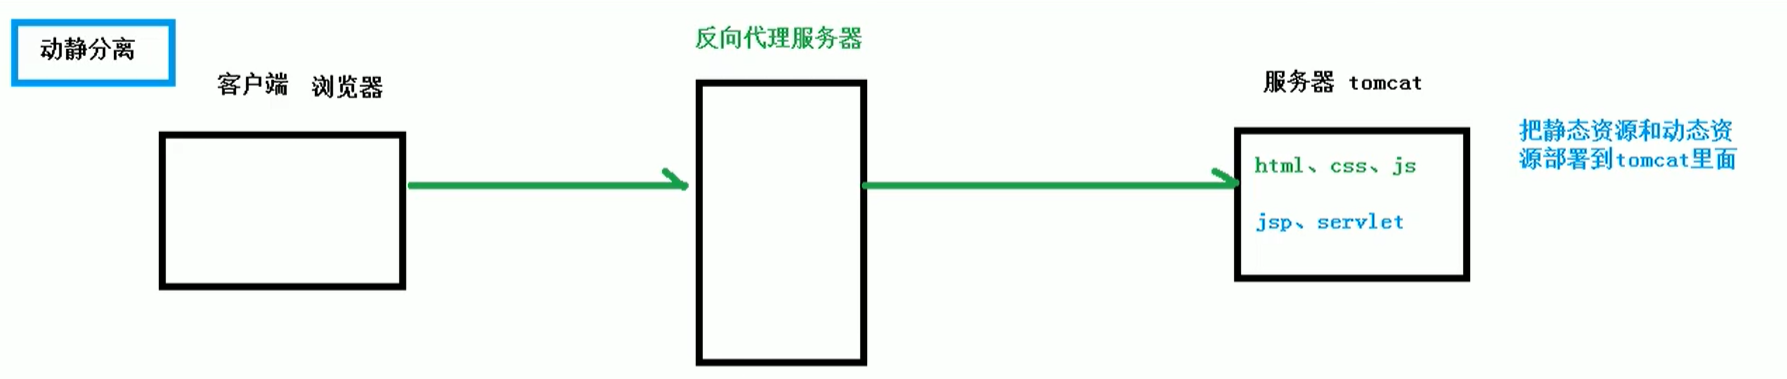 动静分离
反向代理服务器
客户端 浏览器
服务器 tomcat
html、css、js
jsp、servlet
把静态资源和动态资
源部署到tomcat里面